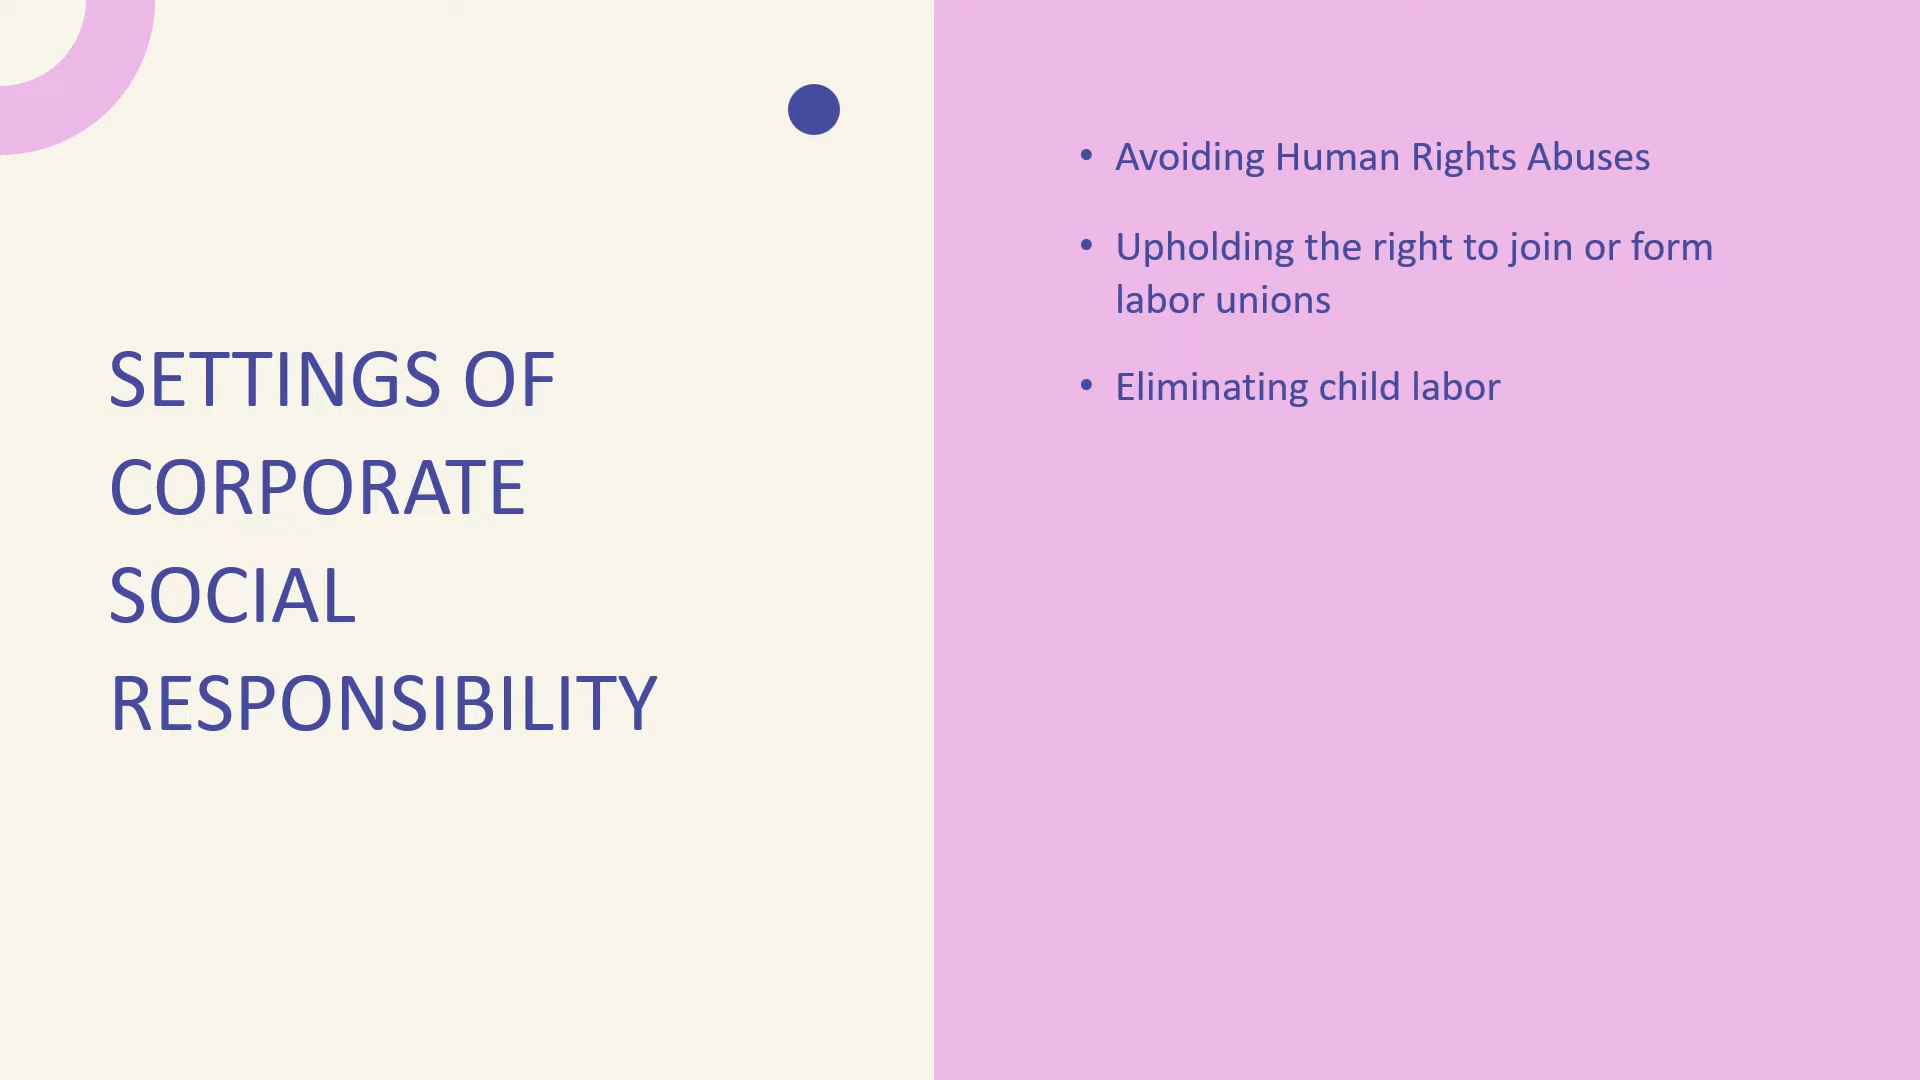 SETTINGS OF
CORPORATE
SOCIAL
RESPONSIBILITY
• Avoiding Human Rights Abuses
• Upholding the right to join or form
labor unions
• Eliminating child labor